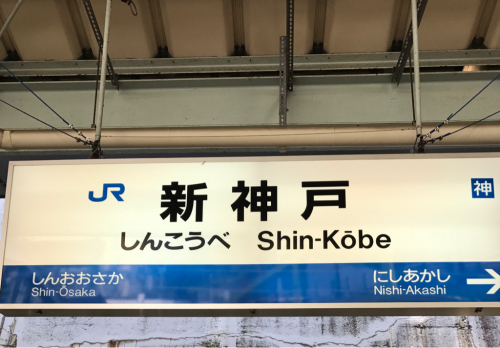 JR 新神戸 神
しんこうべ Shin-Kōbe
しんおおさか にしあかし →
Shin-Ōsaka Nishi-Akashi